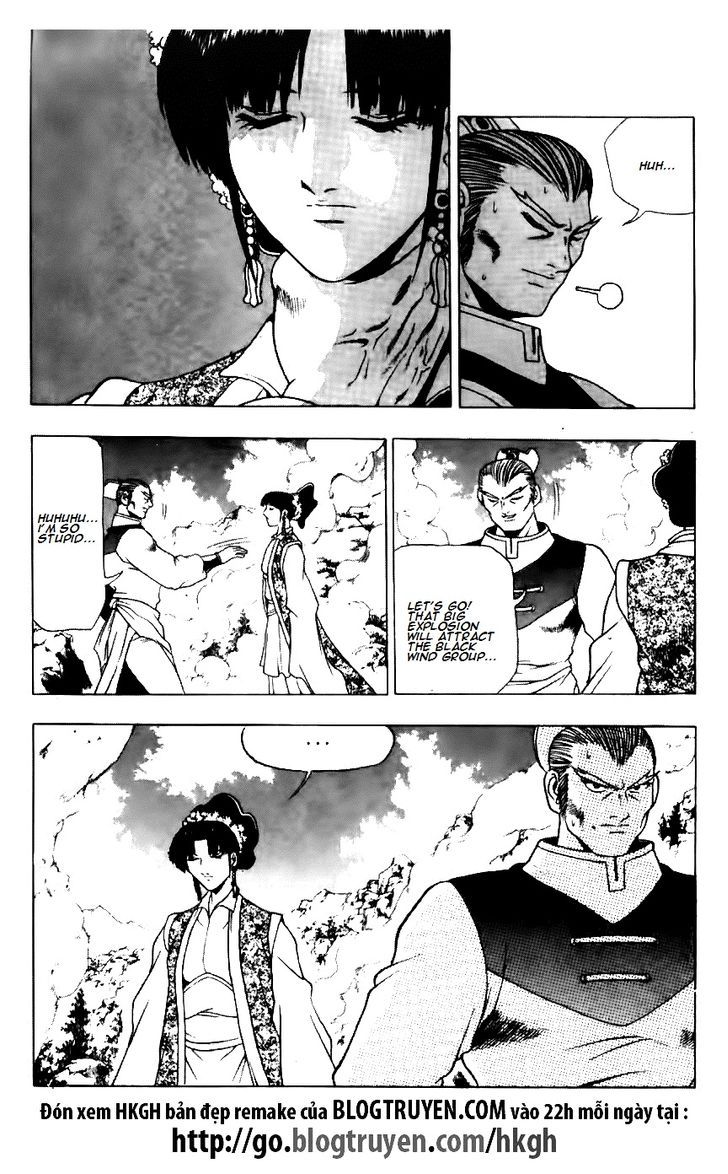 HUH...
HUHUHU...
I'M SO
STUPID...
LET'S GO!
THAT BIG
EXPLOSION
WILL ATTRACT
THE BLACK
WIND GROUP...
...
Đón xem HKGH bản đẹp remake của BLOGTRUYEN.COM vào 22h mỗi ngày tại :
http://go.blogtruyen.com/hkgh